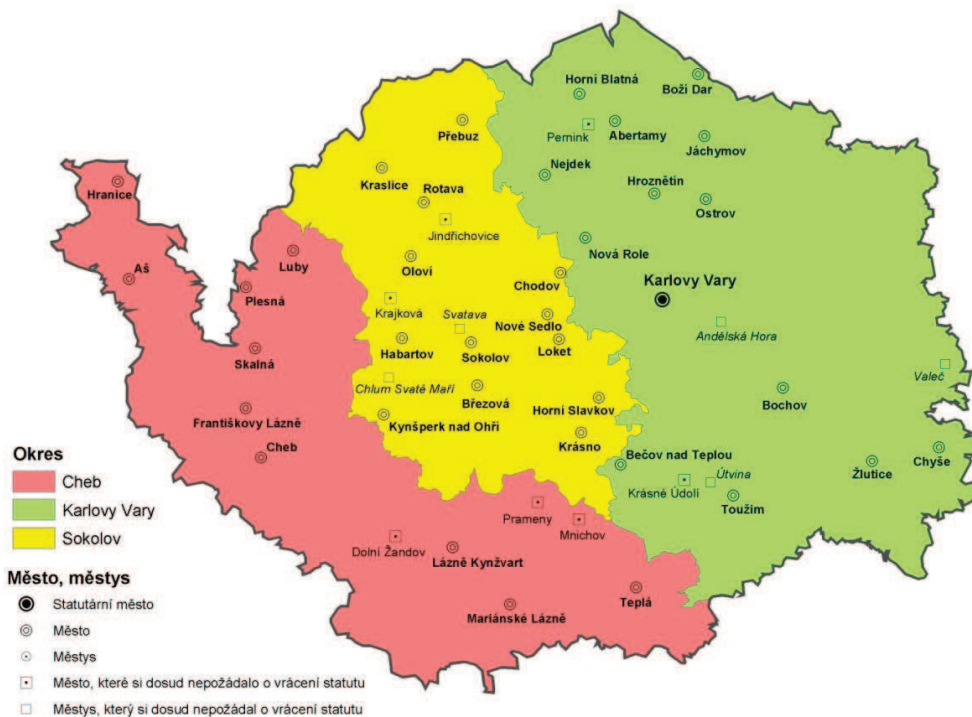 Horní Blatná
Boží Dar
Přebuz
Pernink
Abertamy
Jáchymov
Kraslice
Nejdek
Hranice
Rotava
Hroznětín
Ostrov
Jindřichovice
Luby
Nová Role
Olovi
Aš
Chodov
Karlovy Vary
Plesná
Krajková
Svatava
Nové Sedlo
Andělská Hora
Skalná
Habartov
Sokolov
Loket
Valeč
Chlum Svaté Maří
Březová
Horní Slavkov
Bochov
Františkovy Lázně
Kynšperk nad Ohří
Krásno
Cheb
Bečov nad Teplou
Chyše
Útvina
Žlutice
Krásné Údolí
Toužim
Prameny
Mnichov
Dolní Žandov
Lázně Kynžvart
Teplá
Mariánské Lázně
Okres
Cheb
Karlovy Vary
Sokolov
Město, městys
Statutární město
Město
Městys
Město, které si dosud nepožádalo o vrácení statutu
Městys, který si dosud nepožádal o vrácení statutu